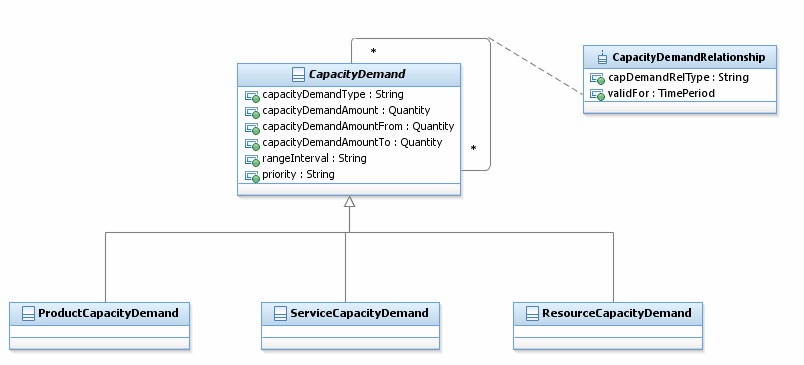 *
CapacityDemand
capacityDemandType : String
capacityDemandAmount : Quantity
capacityDemandAmountFrom : Quantity
capacityDemandAmountTo : Quantity
rangeInterval : String
priority : String
*
CapacityDemandRelationship
capDemandRelType : String
validFor : TimePeriod
ProductCapacityDemand
ServiceCapacityDemand
ResourceCapacityDemand